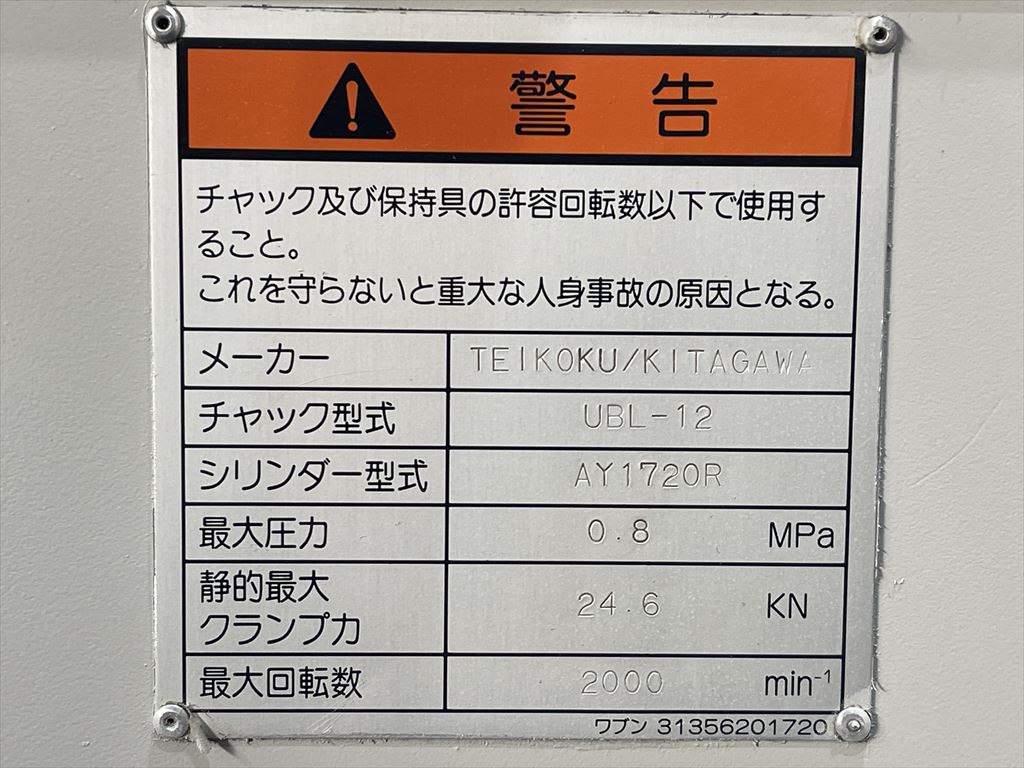 警告
チャック及び保持具の許容回転数以下で使用す
ること。
これを守らないと重大な人身事故の原因となる。
メーカー TEIKOKU/KITAGAWA
チャック型式 UBL-12
シリンダー型式 AY1720R
最大圧力 0.8 MPa
静的最大
クランプ力 24.6 KN
最大回転数 2000 min⁻¹
ワブン 31356201720